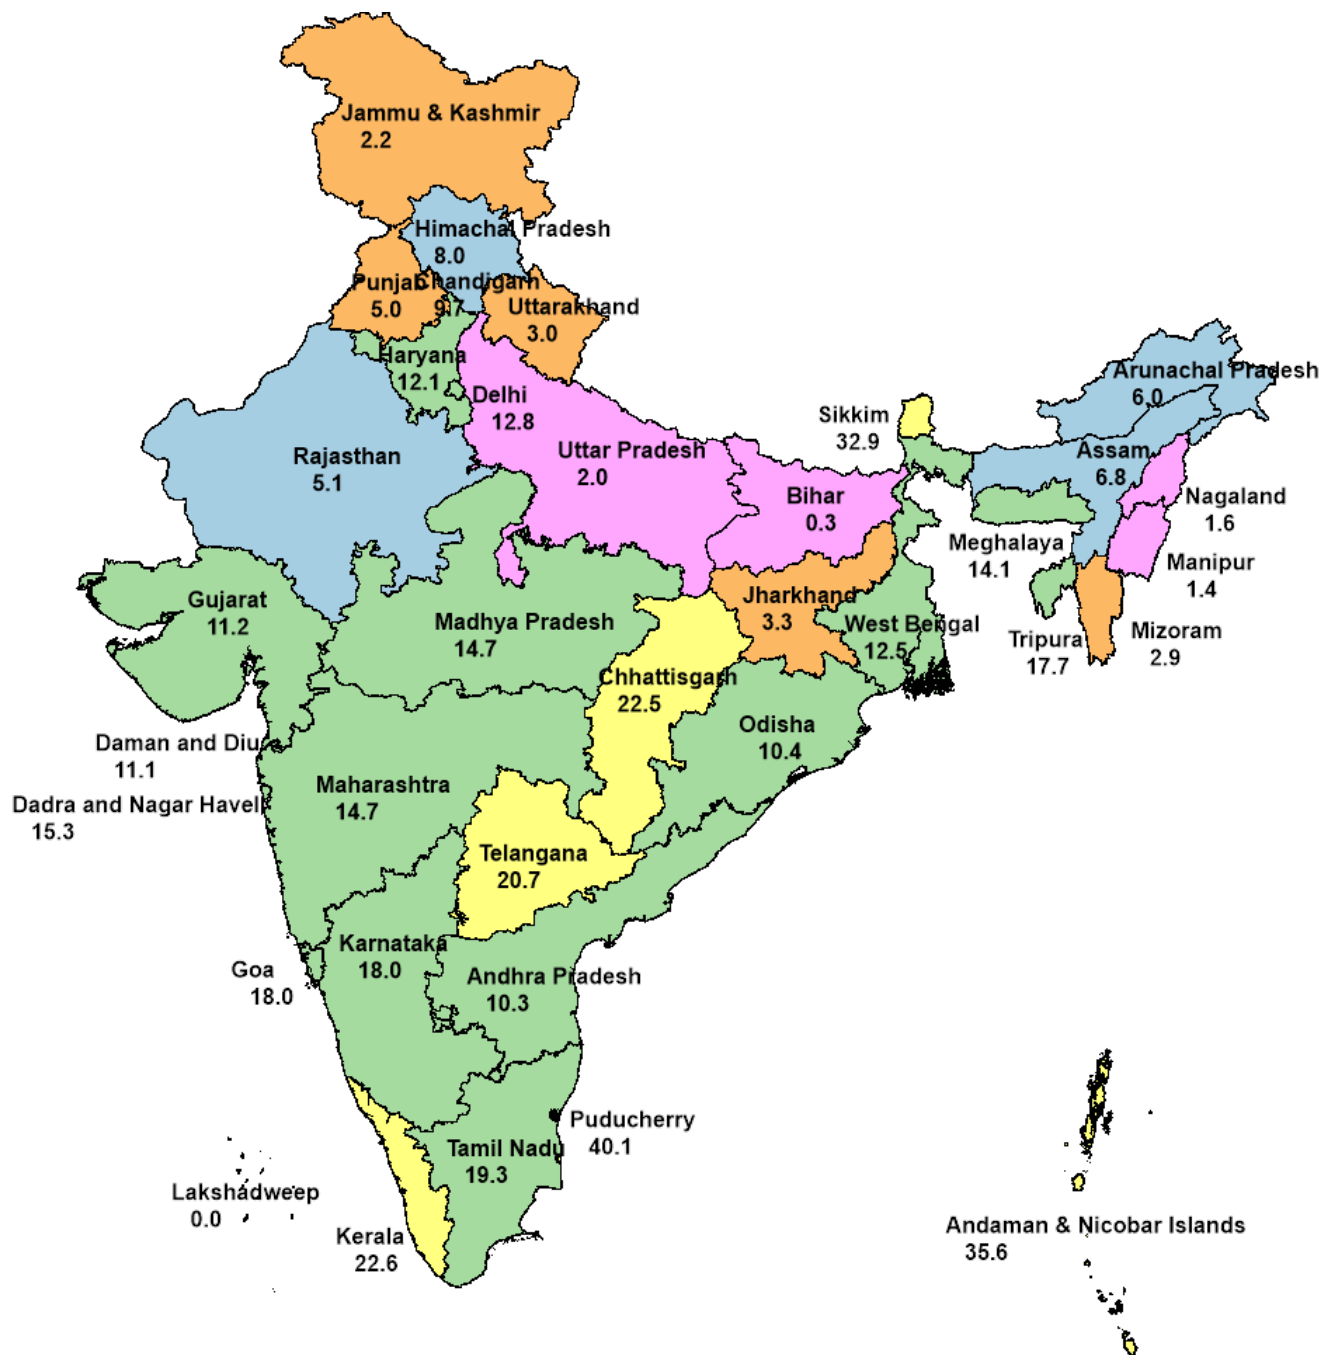 Jammu & Kashmir
2.2
Himachal Pradesh
8.0
Punjab
5.0
Chandigarh
9.7
Uttarakhand
3.0
Haryana
12.1
Delhi
12.8
Arunachal Pradesh
6.0
Sikkim
32.9
Rajasthan
5.1
Uttar Pradesh
2.0
Assam
6.8
Bihar
0.3
Nagaland
1.6
Meghalaya
14.1
Manipur
1.4
Gujarat
11.2
Madhya Pradesh
14.7
Jharkhand
3.3
West Bengal
12.5
Tripura
17.7
Mizoram
2.9
Chhattisgarh
22.5
Odisha
10.4
Daman and Diu
11.1
Maharashtra
14.7
Dadra and Nagar Haveli
15.3
Telangana
20.7
Karnataka
18.0
Goa
18.0
Andhra Pradesh
10.3
Puducherry
40.1
Tamil Nadu
19.3
Lakshadweep
0.0
Kerala
22.6
Andaman & Nicobar Islands
35.6